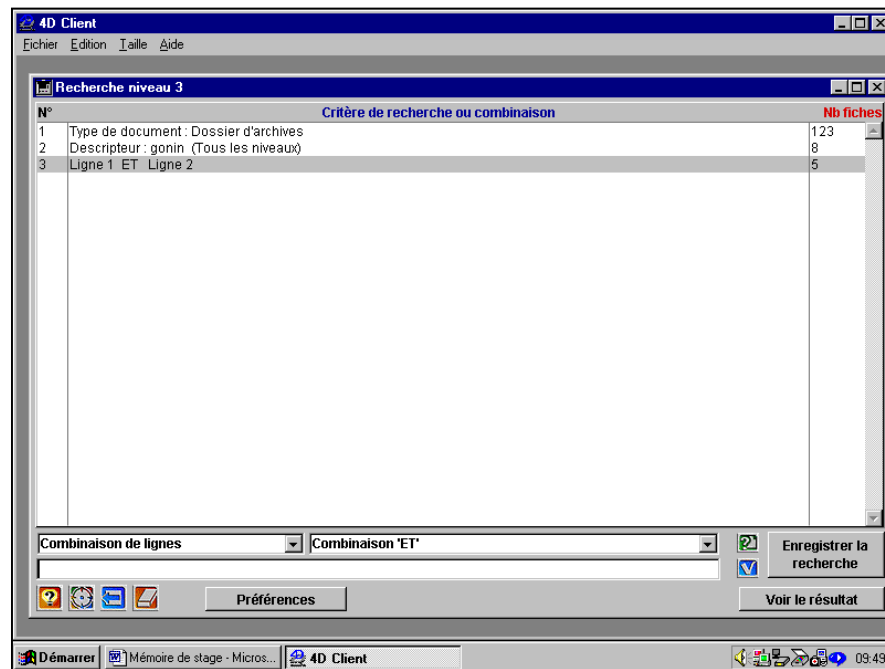 4D Client
Fichier Edition Taille Aide
Recherche niveau 3
N° Critère de recherche ou combinaison Nb fiches
1 Type de document : Dossier d'archives 123
2 Descripteur : gonin (Tous les niveaux) 8
3 Ligne 1 ET Ligne 2 5
Combinaison de lignes Combinaison 'ET'
Enregistrer la
recherche
Préférences Voir le résultat
Démarrer Mémoire de stage - Micros... 4D Client 09:49